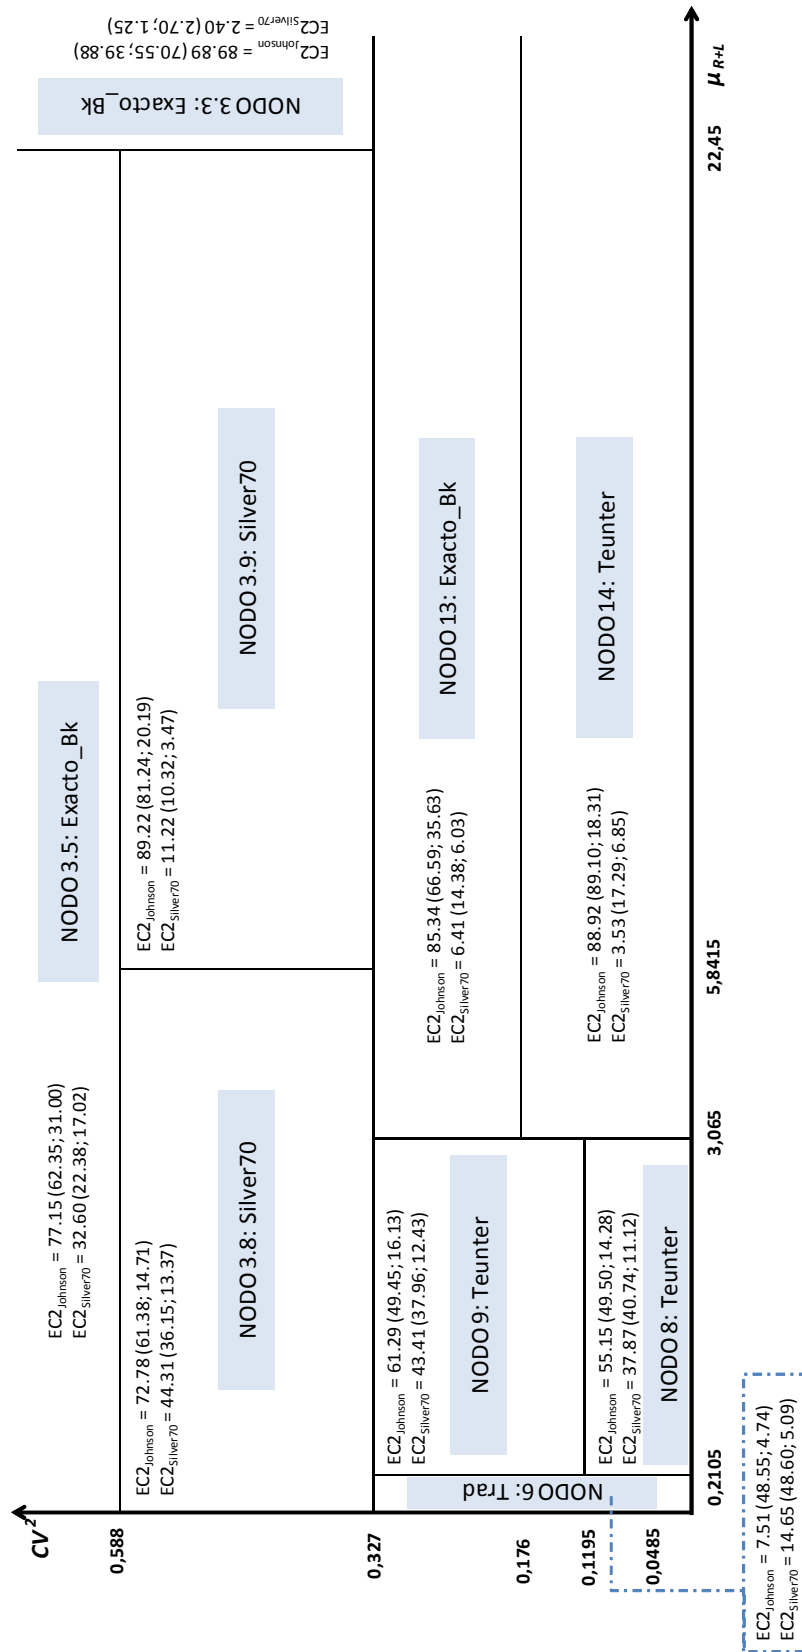 CV²
μ R+L
0,588
0,327
0,176
0,1195
0,0485
0,2105
3,065
5,8415
22,45
EC2Johnson = 77.15 (62.35; 31.00)
EC2Silver70 = 32.60 (22.38; 17.02)
NODO 3.5: Exacto_Bk
NODO 3.3: Exacto_Bk
EC2Johnson = 89.89 (70.55; 39.88)
EC2Silver70 = 2.40 (2.70; 1.25)
EC2Johnson = 72.78 (61.38; 14.71)
EC2Silver70 = 44.31 (36.15; 13.37)
NODO 3.8: Silver70
EC2Johnson = 89.22 (81.24; 20.19)
EC2Silver70 = 11.22 (10.32; 3.47)
NODO 3.9: Silver70
EC2Johnson = 61.29 (49.45; 16.13)
EC2Silver70 = 43.41 (37.96; 12.43)
NODO 9: Teunter
EC2Johnson = 85.34 (66.59; 35.63)
EC2Silver70 = 6.41 (14.38; 6.03)
NODO 13: Exacto_Bk
EC2Johnson = 55.15 (49.50; 14.28)
EC2Silver70 = 37.87 (40.74; 11.12)
NODO 8: Teunter
EC2Johnson = 88.92 (89.10; 18.31)
EC2Silver70 = 3.53 (17.29; 6.85)
NODO 14: Teunter
NODO 6: Trad
EC2Johnson = 7.51 (48.55; 4.74)
EC2Silver70 = 14.65 (48.60; 5.09)